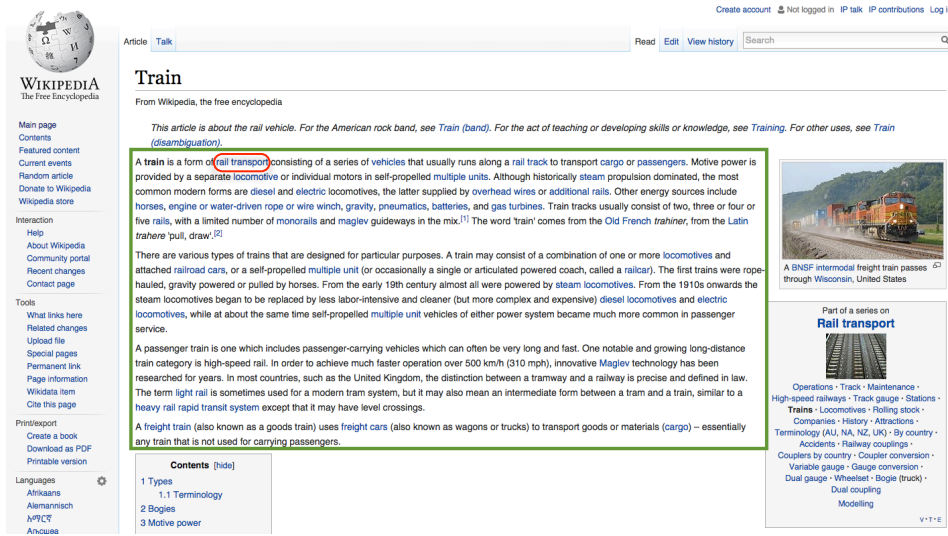 Create account Not logged in IP talk IP contributions Log i
Article Talk
Read Edit View history Search
WIKIPEDIA
The Free Encyclopedia
Main page
Contents
Featured content
Current events
Random article
Donate to Wikipedia
Wikipedia store
Interaction
Help
About Wikipedia
Community portal
Recent changes
Contact page
Tools
What links here
Related changes
Upload file
Special pages
Permanent link
Page information
Wikidata item
Cite this page
Print/export
Create a book
Download as PDF
Printable version
Languages
Afrikaans
Alemannisch
አማርኛ
Train
From Wikipedia, the free encyclopedia
This article is about the rail vehicle. For the American rock band, see Train (band). For the act of teaching or developing skills or knowledge, see Training. For other uses, see Train
(disambiguation).
A train is a form of rail transport consisting of a series of vehicles that usually runs along a rail track to transport cargo or passengers. Motive power is
provided by a separate locomotive or individual motors in self-propelled multiple units. Although historically steam propulsion dominated, the most
common modern forms are diesel and electric locomotives, the latter supplied by overhead wires or additional rails. Other energy sources include
horses, engine or water-driven rope or wire winch, gravity, pneumatics, batteries, and gas turbines. Train tracks usually consist of two, three or four or
five rails, with a limited number of monorails and maglev guideways in the mix.[1] The word 'train' comes from the Old French trahiner, from the Latin
trahere 'pull, draw'.[2]
There are various types of trains that are designed for particular purposes. A train may consist of a combination of one or more locomotives and
attached railroad cars, or a self-propelled multiple unit (or occasionally a single or articulated powered coach, called a railcar). The first trains were rope-
hauled, gravity powered or pulled by horses. From the early 19th century almost all were powered by steam locomotives. From the 1910s onwards the
steam locomotives began to be replaced by less labor-intensive and cleaner (but more complex and expensive) diesel locomotives and electric
locomotives, while at about the same time self-propelled multiple unit vehicles of either power system became much more common in passenger
service.
A passenger train is one which includes passenger-carrying vehicles which can often be very long and fast. One notable and growing long-distance
train category is high-speed rail. In order to achieve much faster operation over 500 km/h (310 mph), innovative Maglev technology has been
researched for years. In most countries, such as the United Kingdom, the distinction between a tramway and a railway is precise and defined in law.
The term light rail is sometimes used for a modern tram system, but it may also mean an intermediate form between a tram and a train, similar to a
heavy rail rapid transit system except that it may have level crossings.
A freight train (also known as a goods train) uses freight cars (also known as wagons or trucks) to transport goods or materials (cargo) – essentially
any train that is not used for carrying passengers.
Contents [hide]
1 Types
1.1 Terminology
2 Bogies
3 Motive power
A BNSF intermodal freight train passes
through Wisconsin, United States
Part of a series on
Rail transport
Operations · Track · Maintenance ·
High-speed railways · Track gauge · Stations ·
Trains · Locomotives · Rolling stock ·
Companies · History · Attractions ·
Terminology (AU, NA, NZ, UK) · By country ·
Accidents · Railway couplings ·
Couplers by country · Coupler conversion ·
Variable gauge · Gauge conversion ·
Dual gauge · Wheelset · Bogie (truck) ·
Dual coupling
Modelling
V·T·E